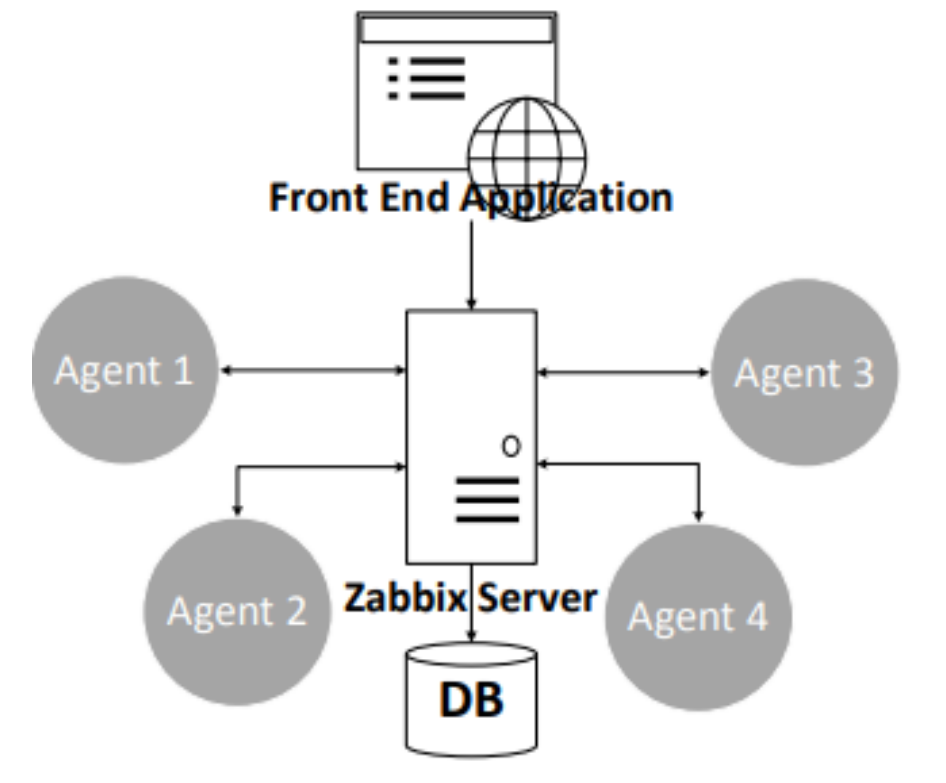 Front End Application
Agent 1
Agent 3
Agent 2
Zabbix Server
Agent 4
DB